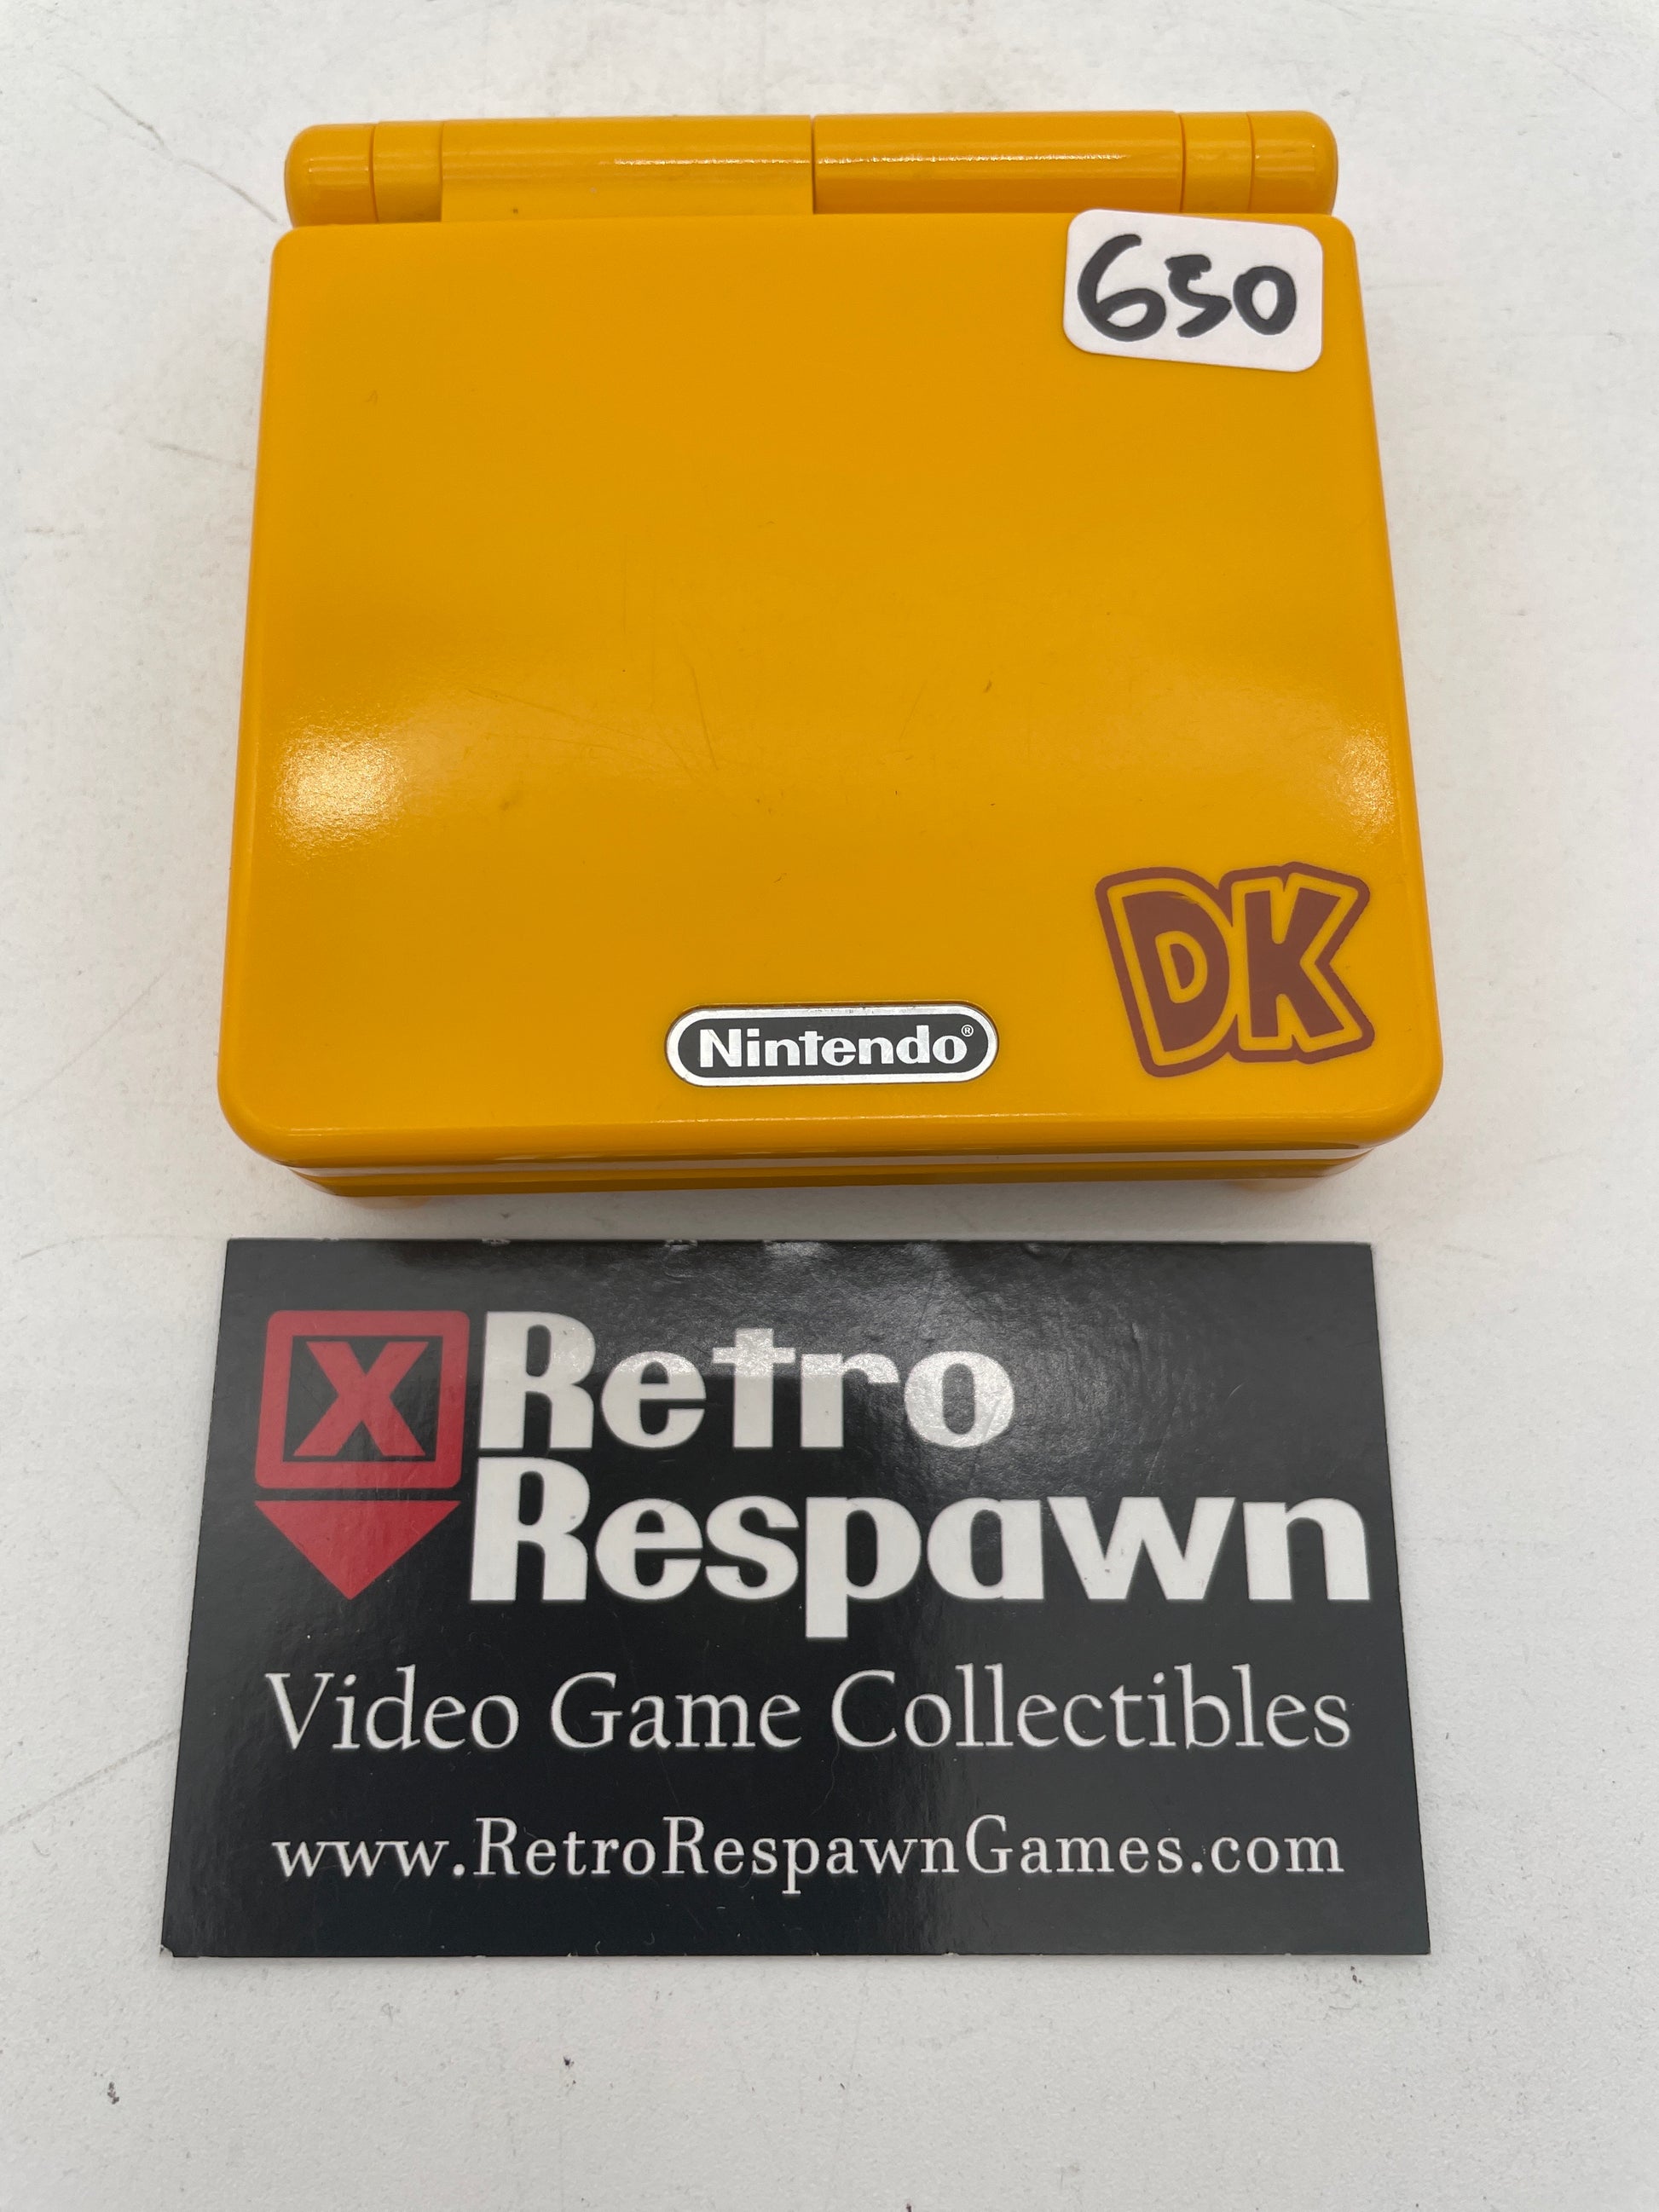 650
DK
Nintendo®
X Retro
Respawn
Video Game Collectibles
www.RetroRespawnGames.com